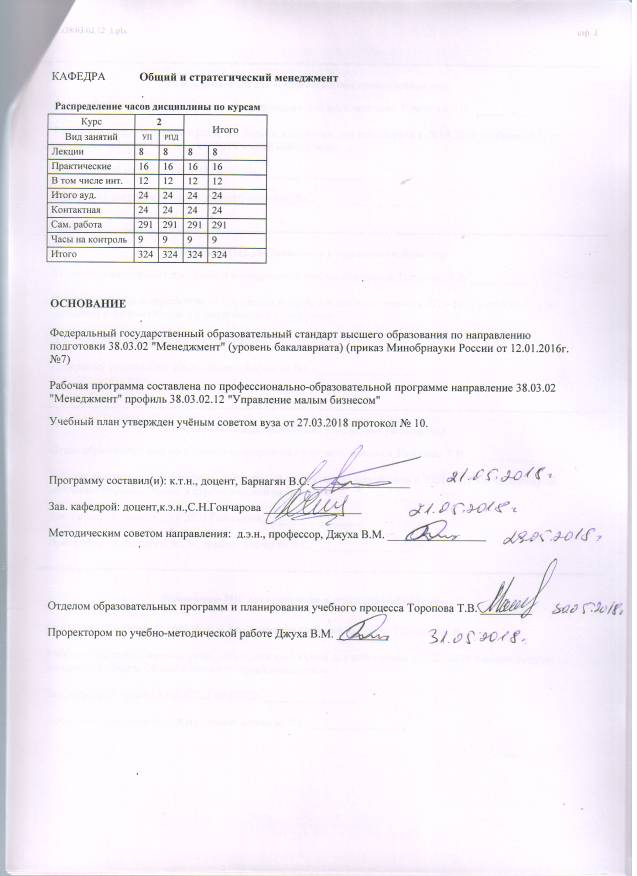 стр. 2
КАФЕДРА Общий и стратегический менеджмент
Распределение часов дисциплины по курсам
Курс 2 Итого
Вид занятий УП РПД
Лекции 8 8 8 8
Практические 16 16 16 16
В том числе инт. 12 12 12 12
Итого ауд. 24 24 24 24
Контактная 24 24 24 24
Сам. работа 291 291 291 291
Часы на контроль 9 9 9 9
Итого 324 324 324 324
ОСНОВАНИЕ
Федеральный государственный образовательный стандарт высшего образования по направлению
подготовки 38.03.02 "Менеджмент" (уровень бакалавриата) (приказ Минобрнауки России от 12.01.2016г.
№7)
Рабочая программа составлена по профессионально-образовательной программе направление 38.03.02
"Менеджмент" профиль 38.03.02.12 "Управление малым бизнесом"
Учебный план утвержден учёным советом вуза от 27.03.2018 протокол № 10.
Программу составил(и): к.т.н., доцент, Барнагян В.С. 21.05.2018г
Зав. кафедрой: доцент,к.э.н.,С.Н.Гончарова 21.05.2018г
Методическим советом направления: д.э.н., профессор, Джуха В.М. 29.05.2018г
Отделом образовательных программ и планирования учебного процесса Торопова Т.В. 30.05.2018г
Проректором по учебно-методической работе Джуха В.М. 31.05.2018г.